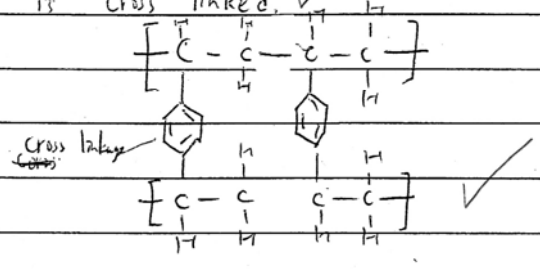 is cross linked.
H H H H
C - C - C - C
H H
cross linkage
H H
C - C C - C
H H H H